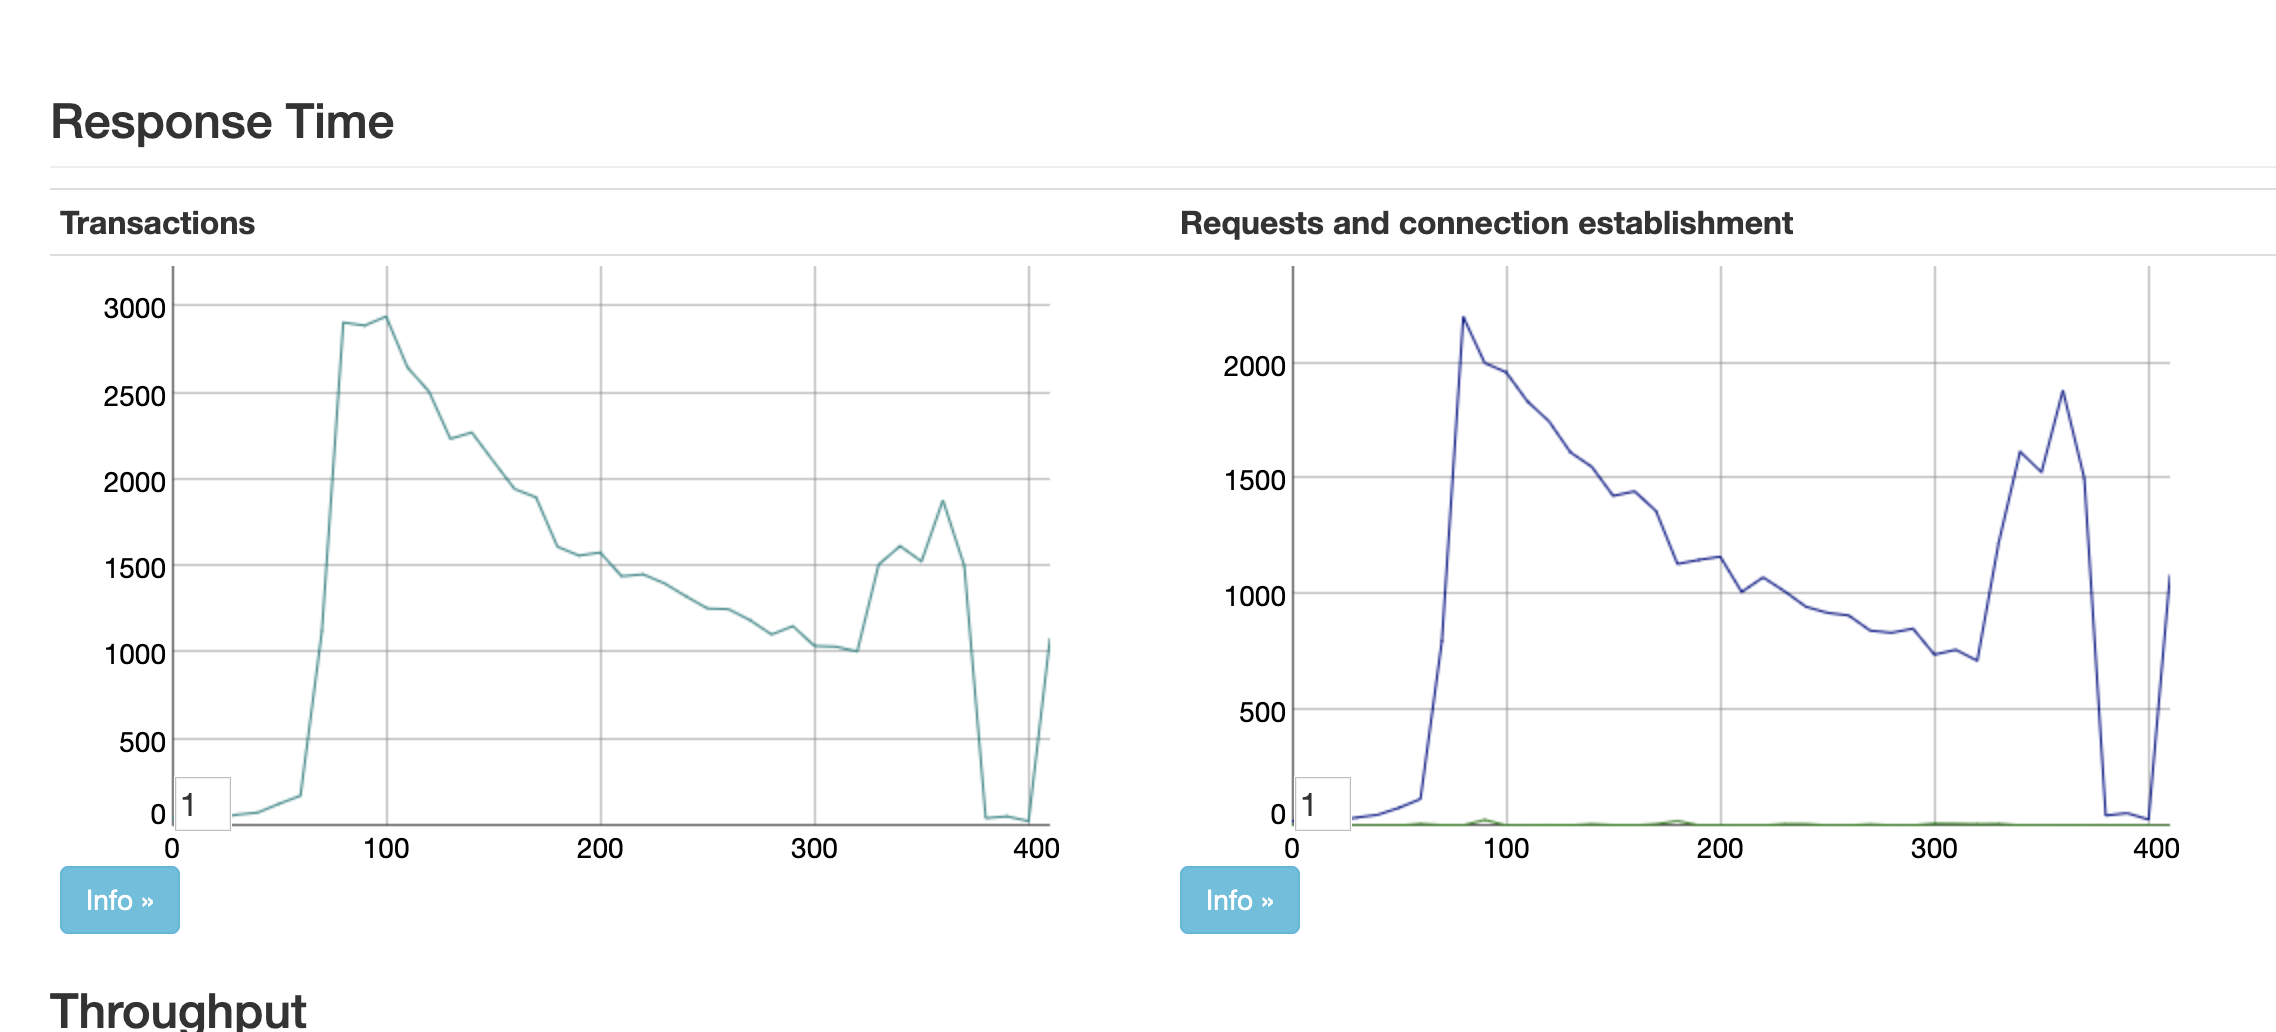 Response Time
Transactions
Requests and connection establishment
3000
2500
2000
1500
1000
500
0
1
0 100 200 300 400
2000
1500
1000
500
0
1
0 100 200 300 400
Info »
Info »
Throughput